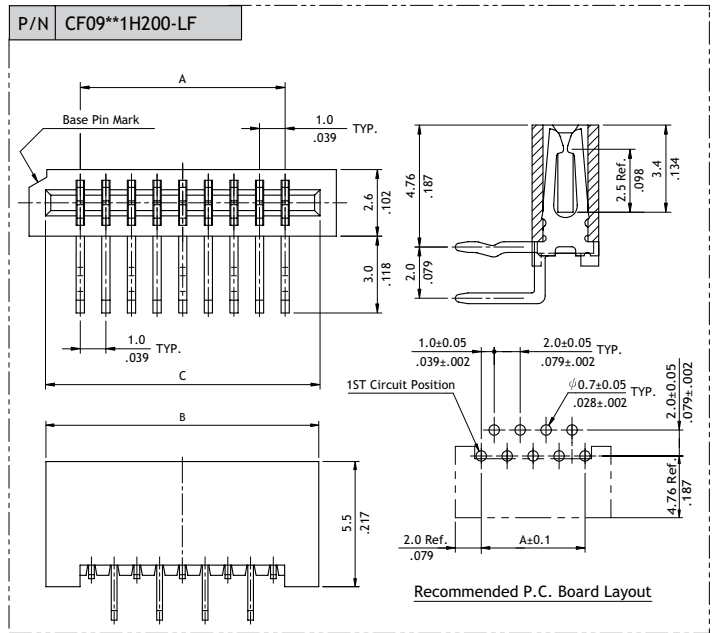 P/N CF09**1H200-LF
A
Base Pin Mark
1.0
.039
TYP.
2.6
.102
3.0
.118
1.0
.039
TYP.
C
4.76
.187
2.0
.079
2.5 Ref.
.098
3.4
.134
B
5.5
.217
1.0±0.05
.039±.002
2.0±0.05
.079±.002
TYP.
1ST Circuit Position
ϕ0.7±0.05
.028±.002
TYP.
2.0±0.05
.079±.002
4.76 Ref.
.187
2.0 Ref.
.079
A±0.1
Recommended P.C. Board Layout